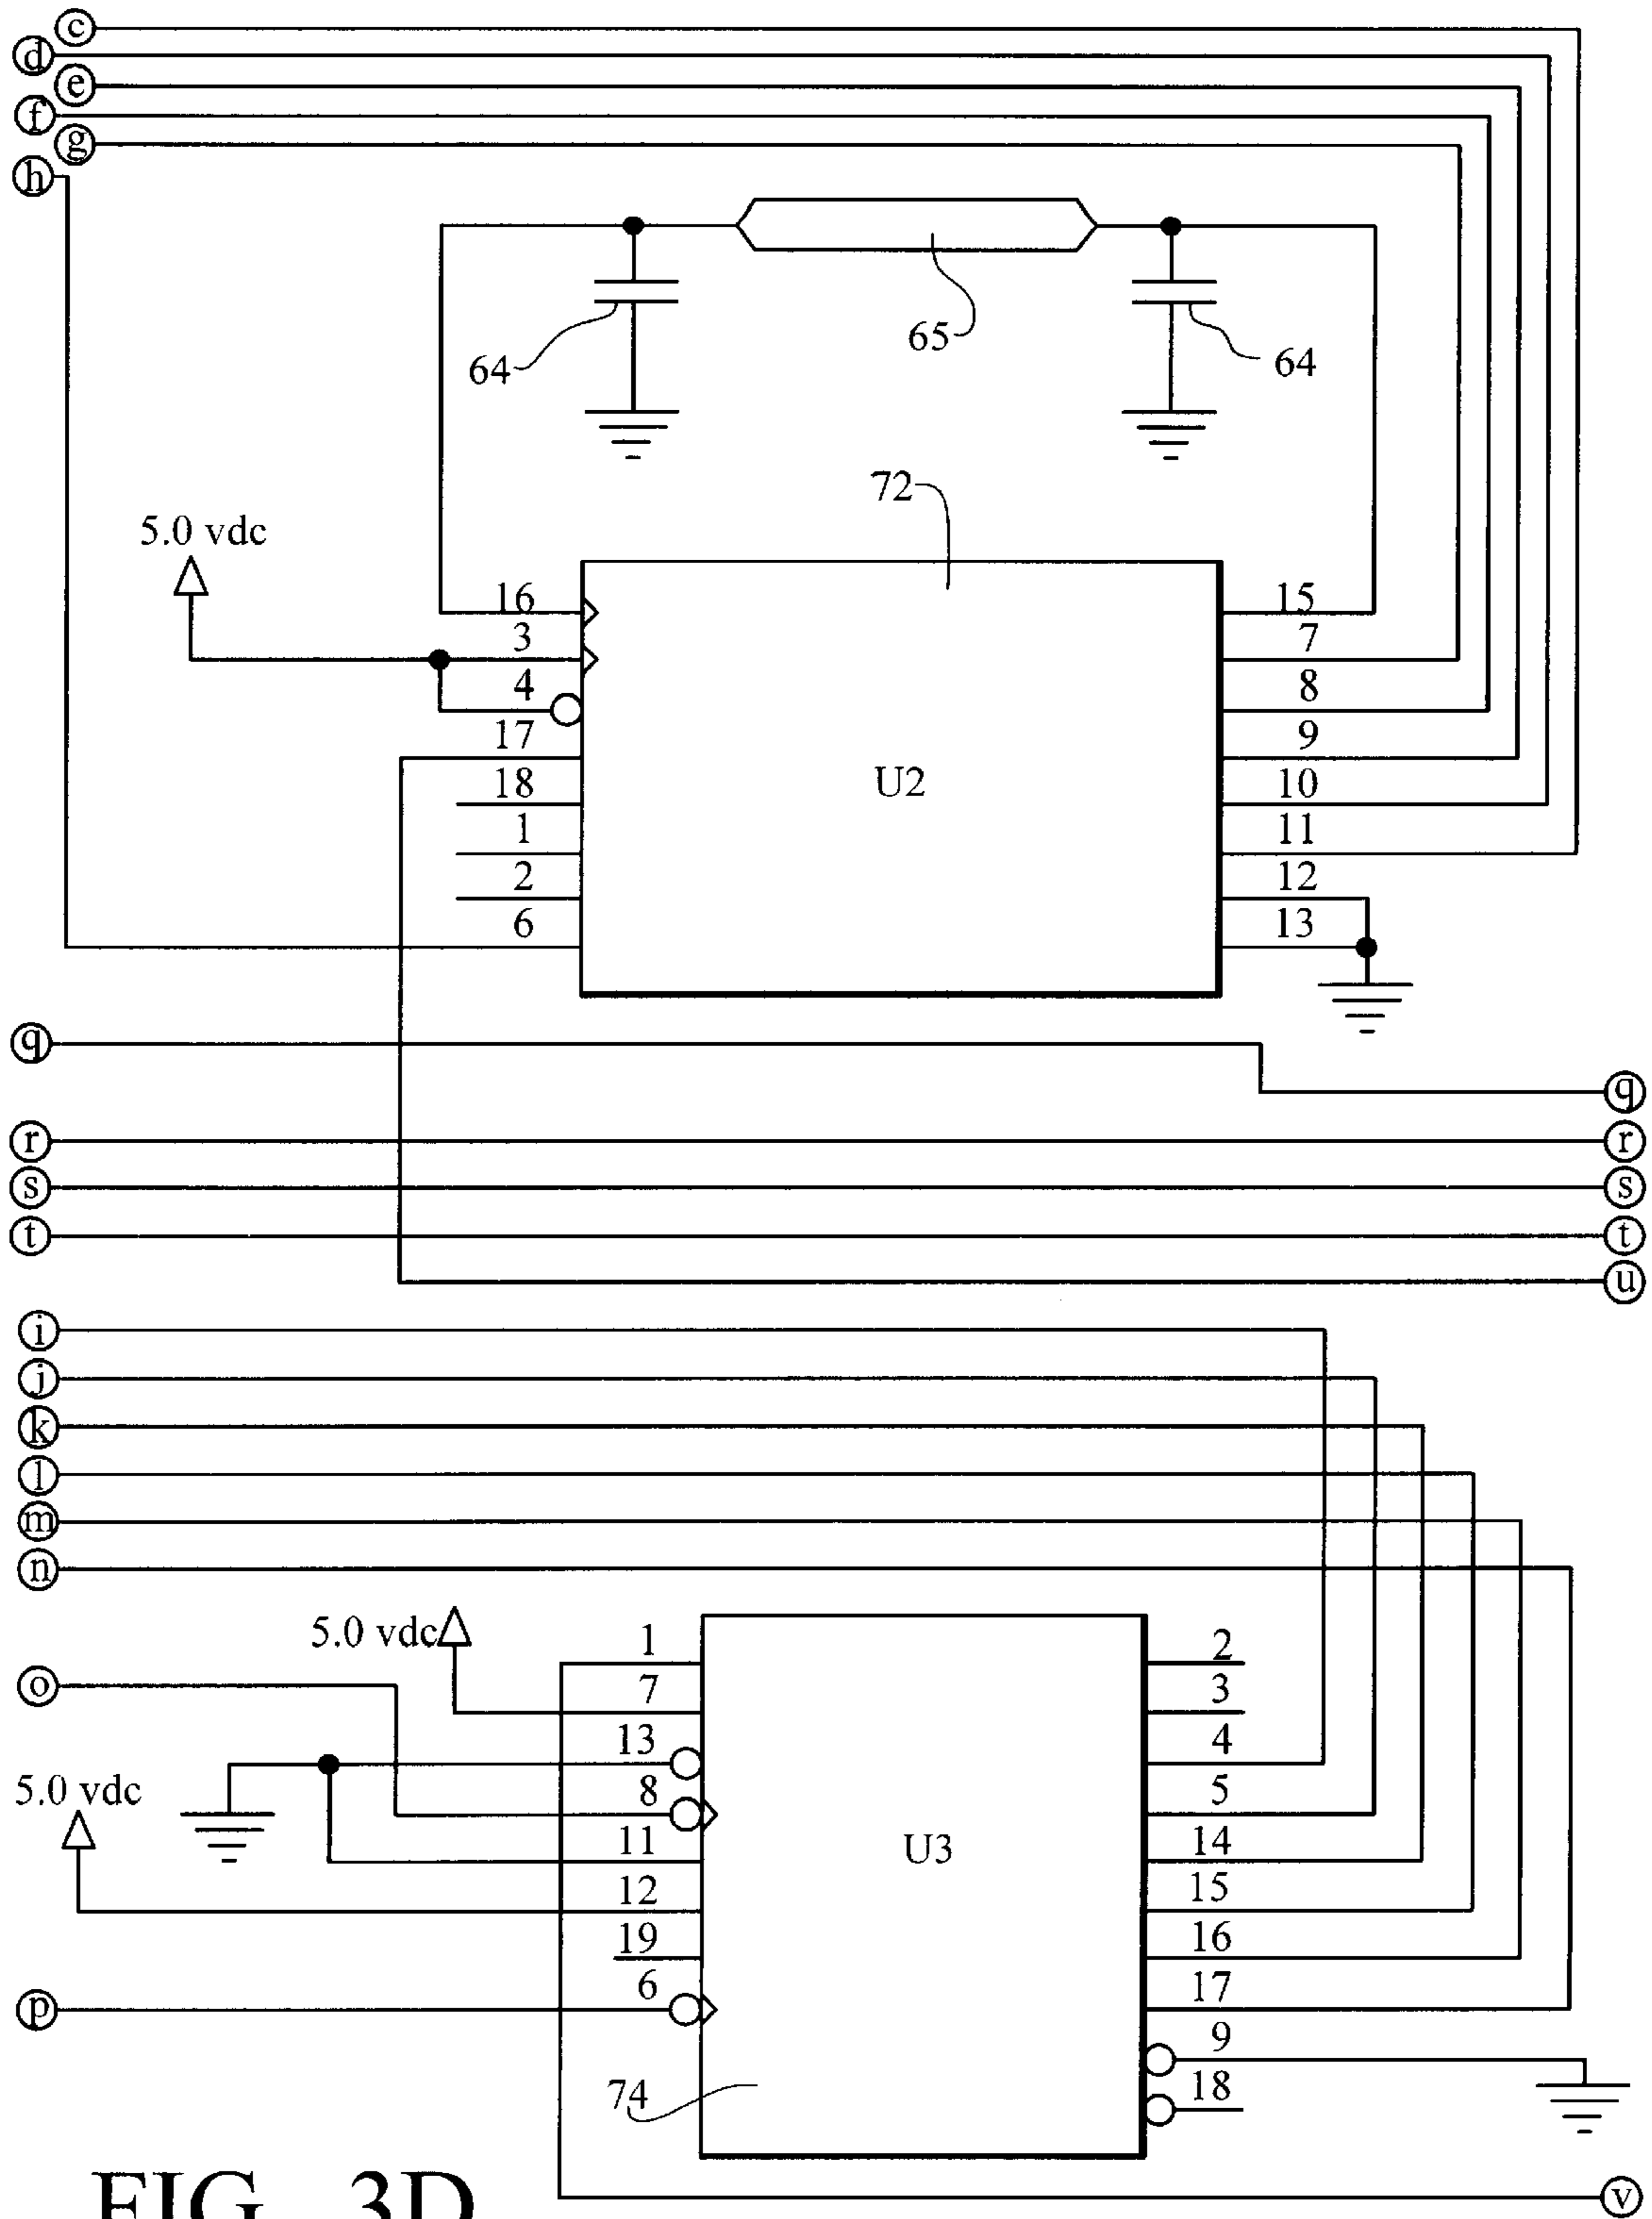 c
d
e
f
g
h
65
64
64
72
5.0 vdc
16 15
3 7
4 8
17 9
U2
18 10
1 11
2 12
6 13
q
q
r r
s s
t t
u
i
j
k
l
m
n
5.0 vdc
1 2
o
7 3
13 4
5.0 vdc
8 5
11 14
U3
12 15
19 16
6 17
p
9
18
74
FIG. 3D
v